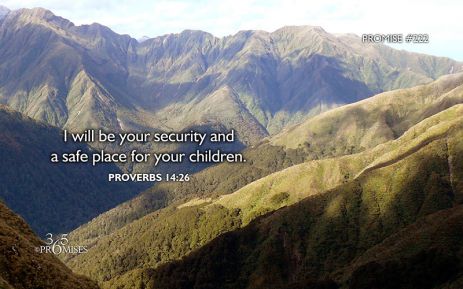 PROMISE #222
I will be your security and
a safe place for your children.
PROVERBS 14:26
365
PROMISES